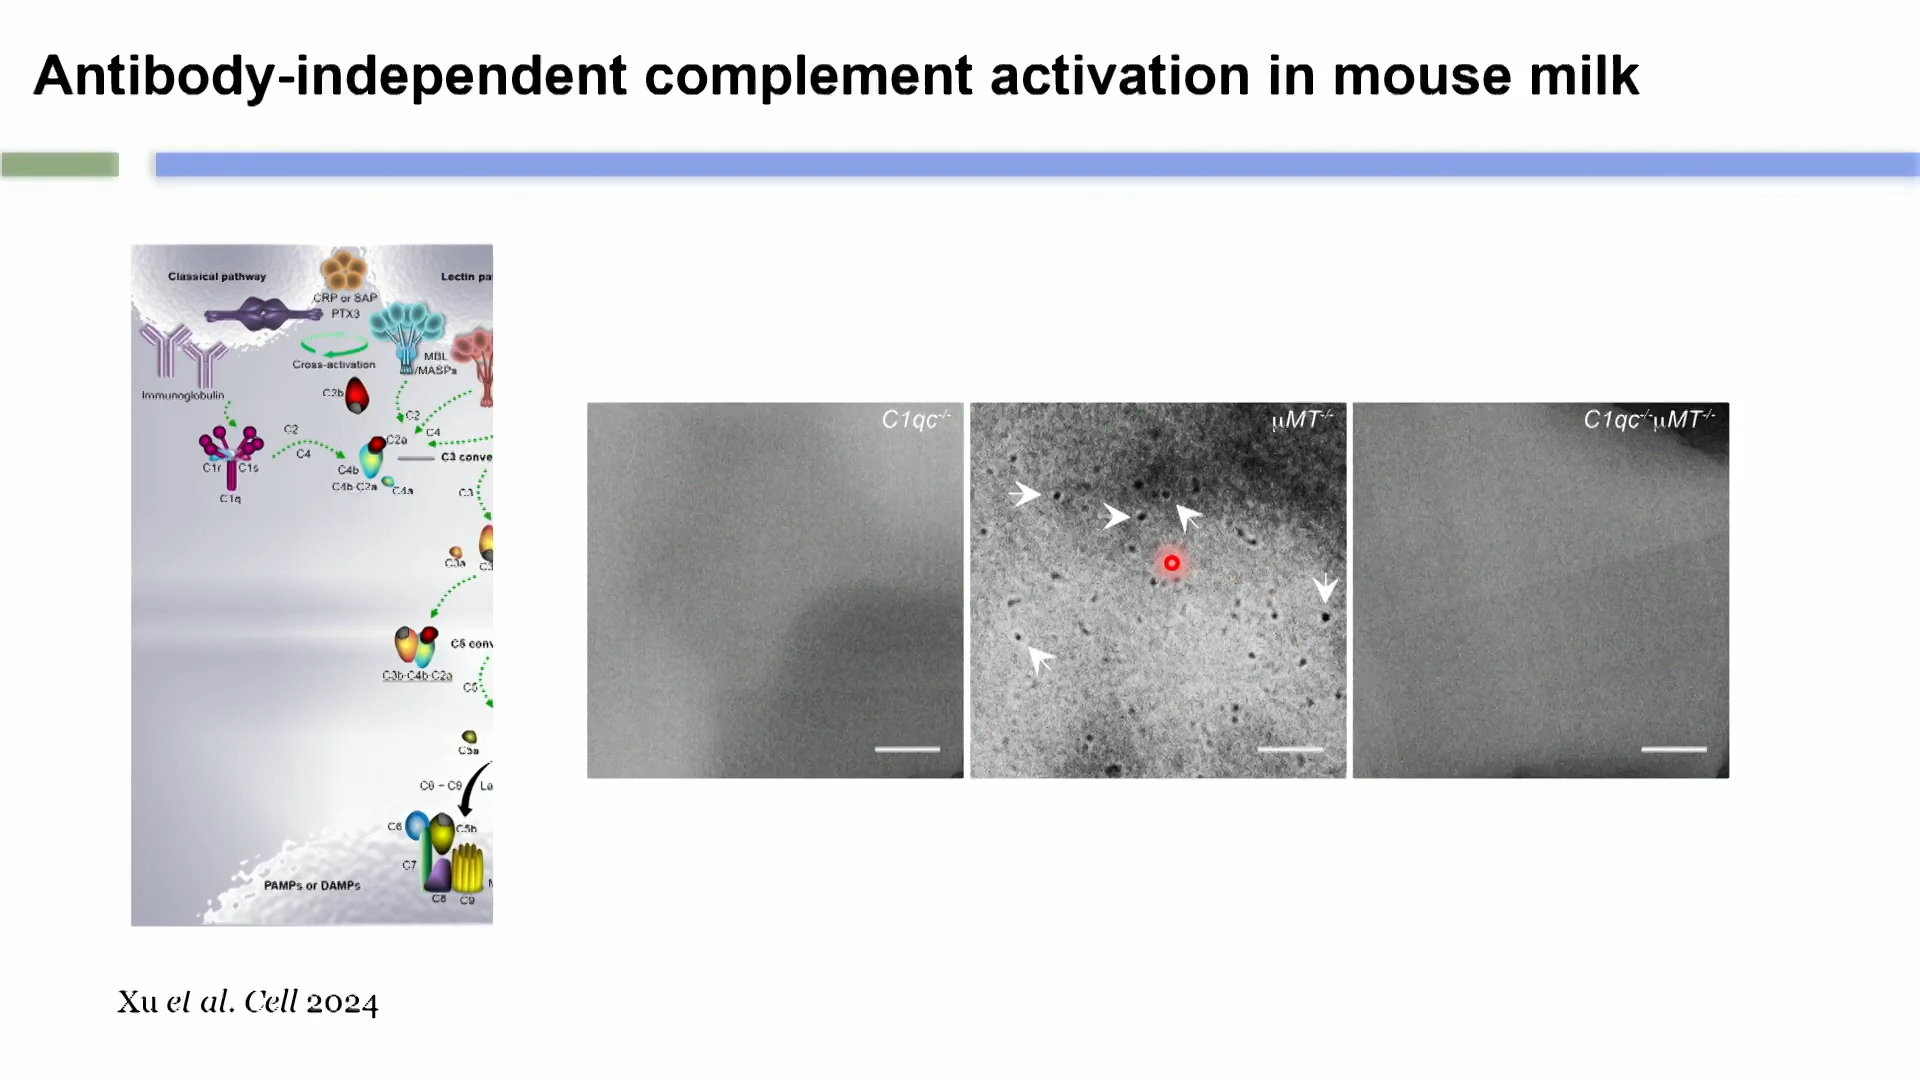 Antibody-independent complement activation in mouse milk
Classical pathway
Lectin pa
CRP or SAP
PTX3
Cross-activation
MBL
/MASPs
Immunoglobulin
C2b
C2
C4
C2
C4
C2a
C4b
C4b·C2a
C4a
C3 conve
C1r
C1s
C1q
C3
C3a
C3
C5 conv
C3b·C4b·C2a
C5
C5a
C6 – C9
La
C6
C5b
C7
C8
C9
PAMPs or DAMPs
C1qc-/-
µMT-/-
C1qc-/-µMT-/-
Xu et al. Cell 2024